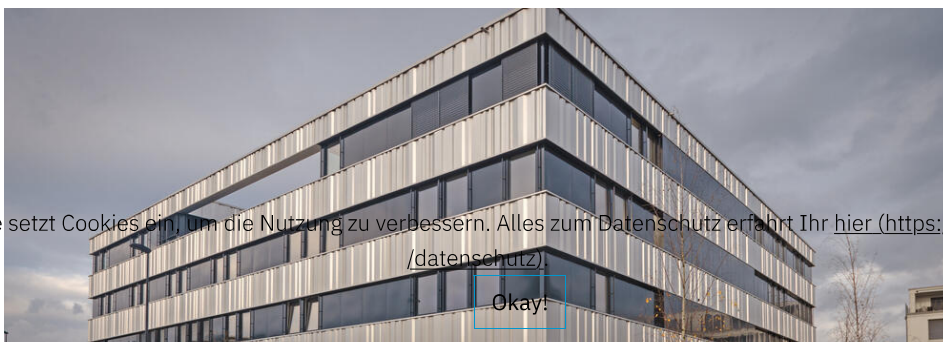 setzt Cookies ein, um die Nutzung zu verbessern. Alles zum Datenschutz erfahrt Ihr hier (https:
/datenschutz).
Okay!